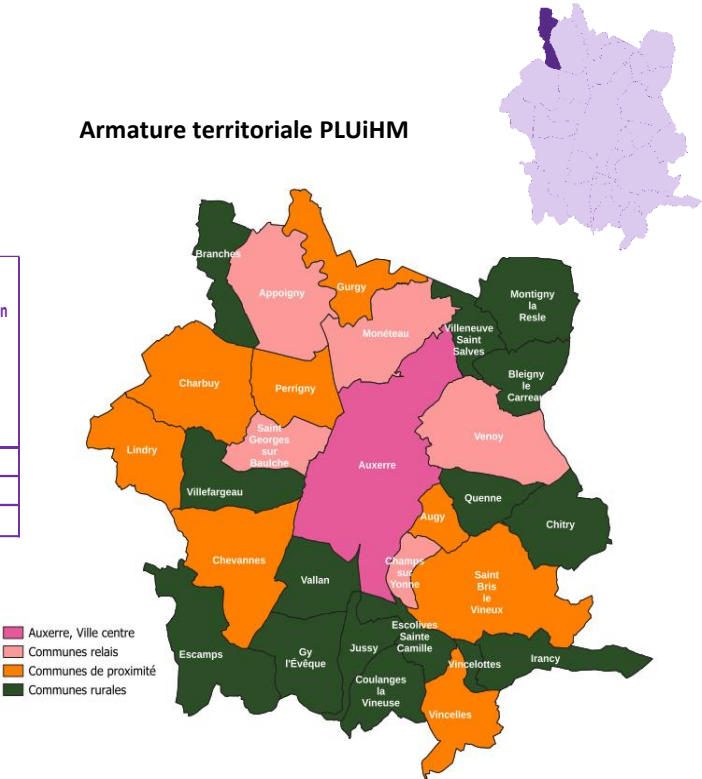 Armature territoriale PLUiHM
n
Branches
Appoigny
Gurgy
Monéteau
Villeneuve
Saint
Salves
Montigny
la
Resle
Bleigny
le
Carreau
Charbuy
Perrigny
Saint
Georges
sur
Baulche
Venoy
Lindry
Auxerre
Villefargeau
Quenne
Augy
Chitry
Chevannes
Champs
sur
Yonne
Vallan
Saint
Bris
le
Vineux
Escolives
Sainte
Camille
Escamps
Gy
l'Évêque
Jussy
Vincelottes
Irancy
Coulanges
la
Vineuse
Vincelles
Auxerre, Ville centre
Communes relais
Communes de proximité
Communes rurales